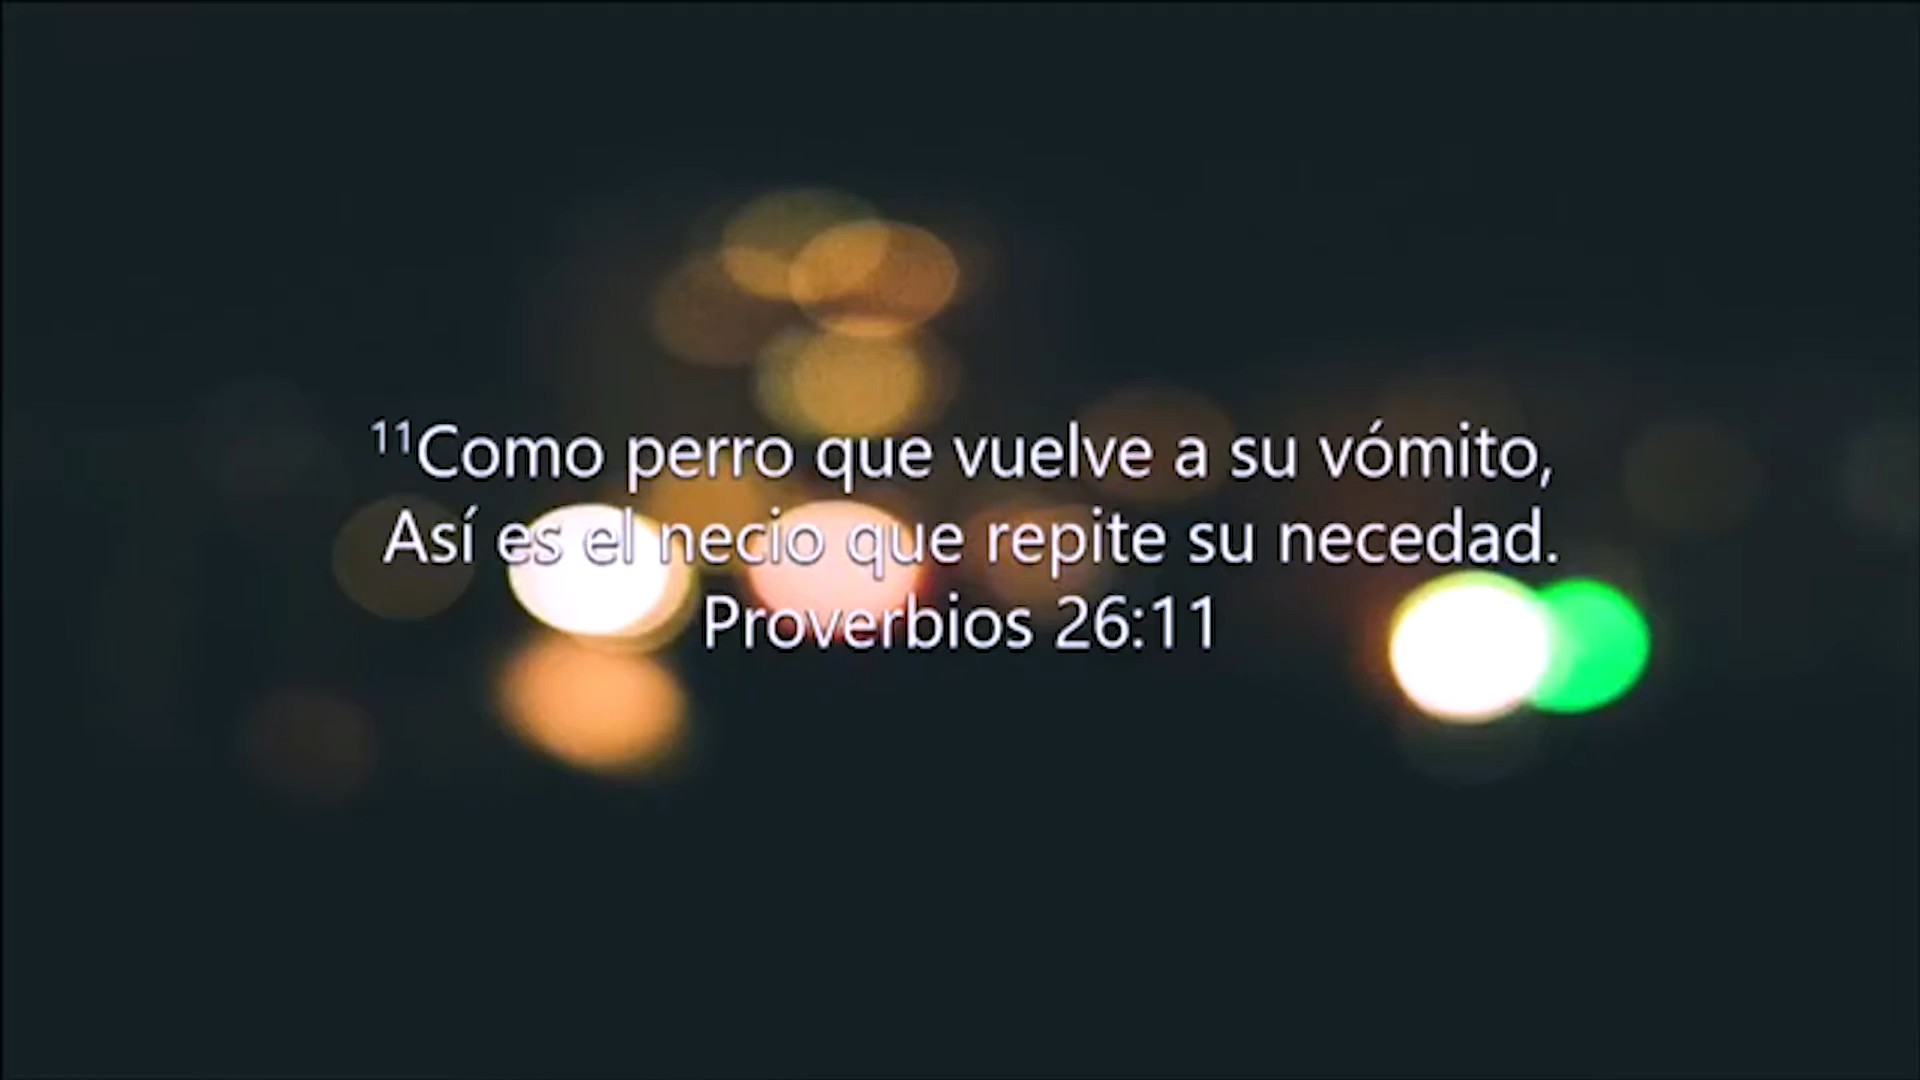 ¹¹Como perro que vuelve a su vómito,
Así es el necio que repite su necedad.
Proverbios 26:11